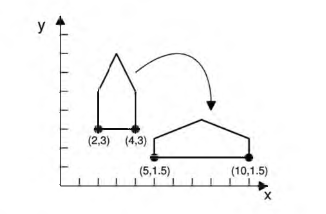 y
(2,3) (4,3)
(5,1.5) (10,1.5)
x